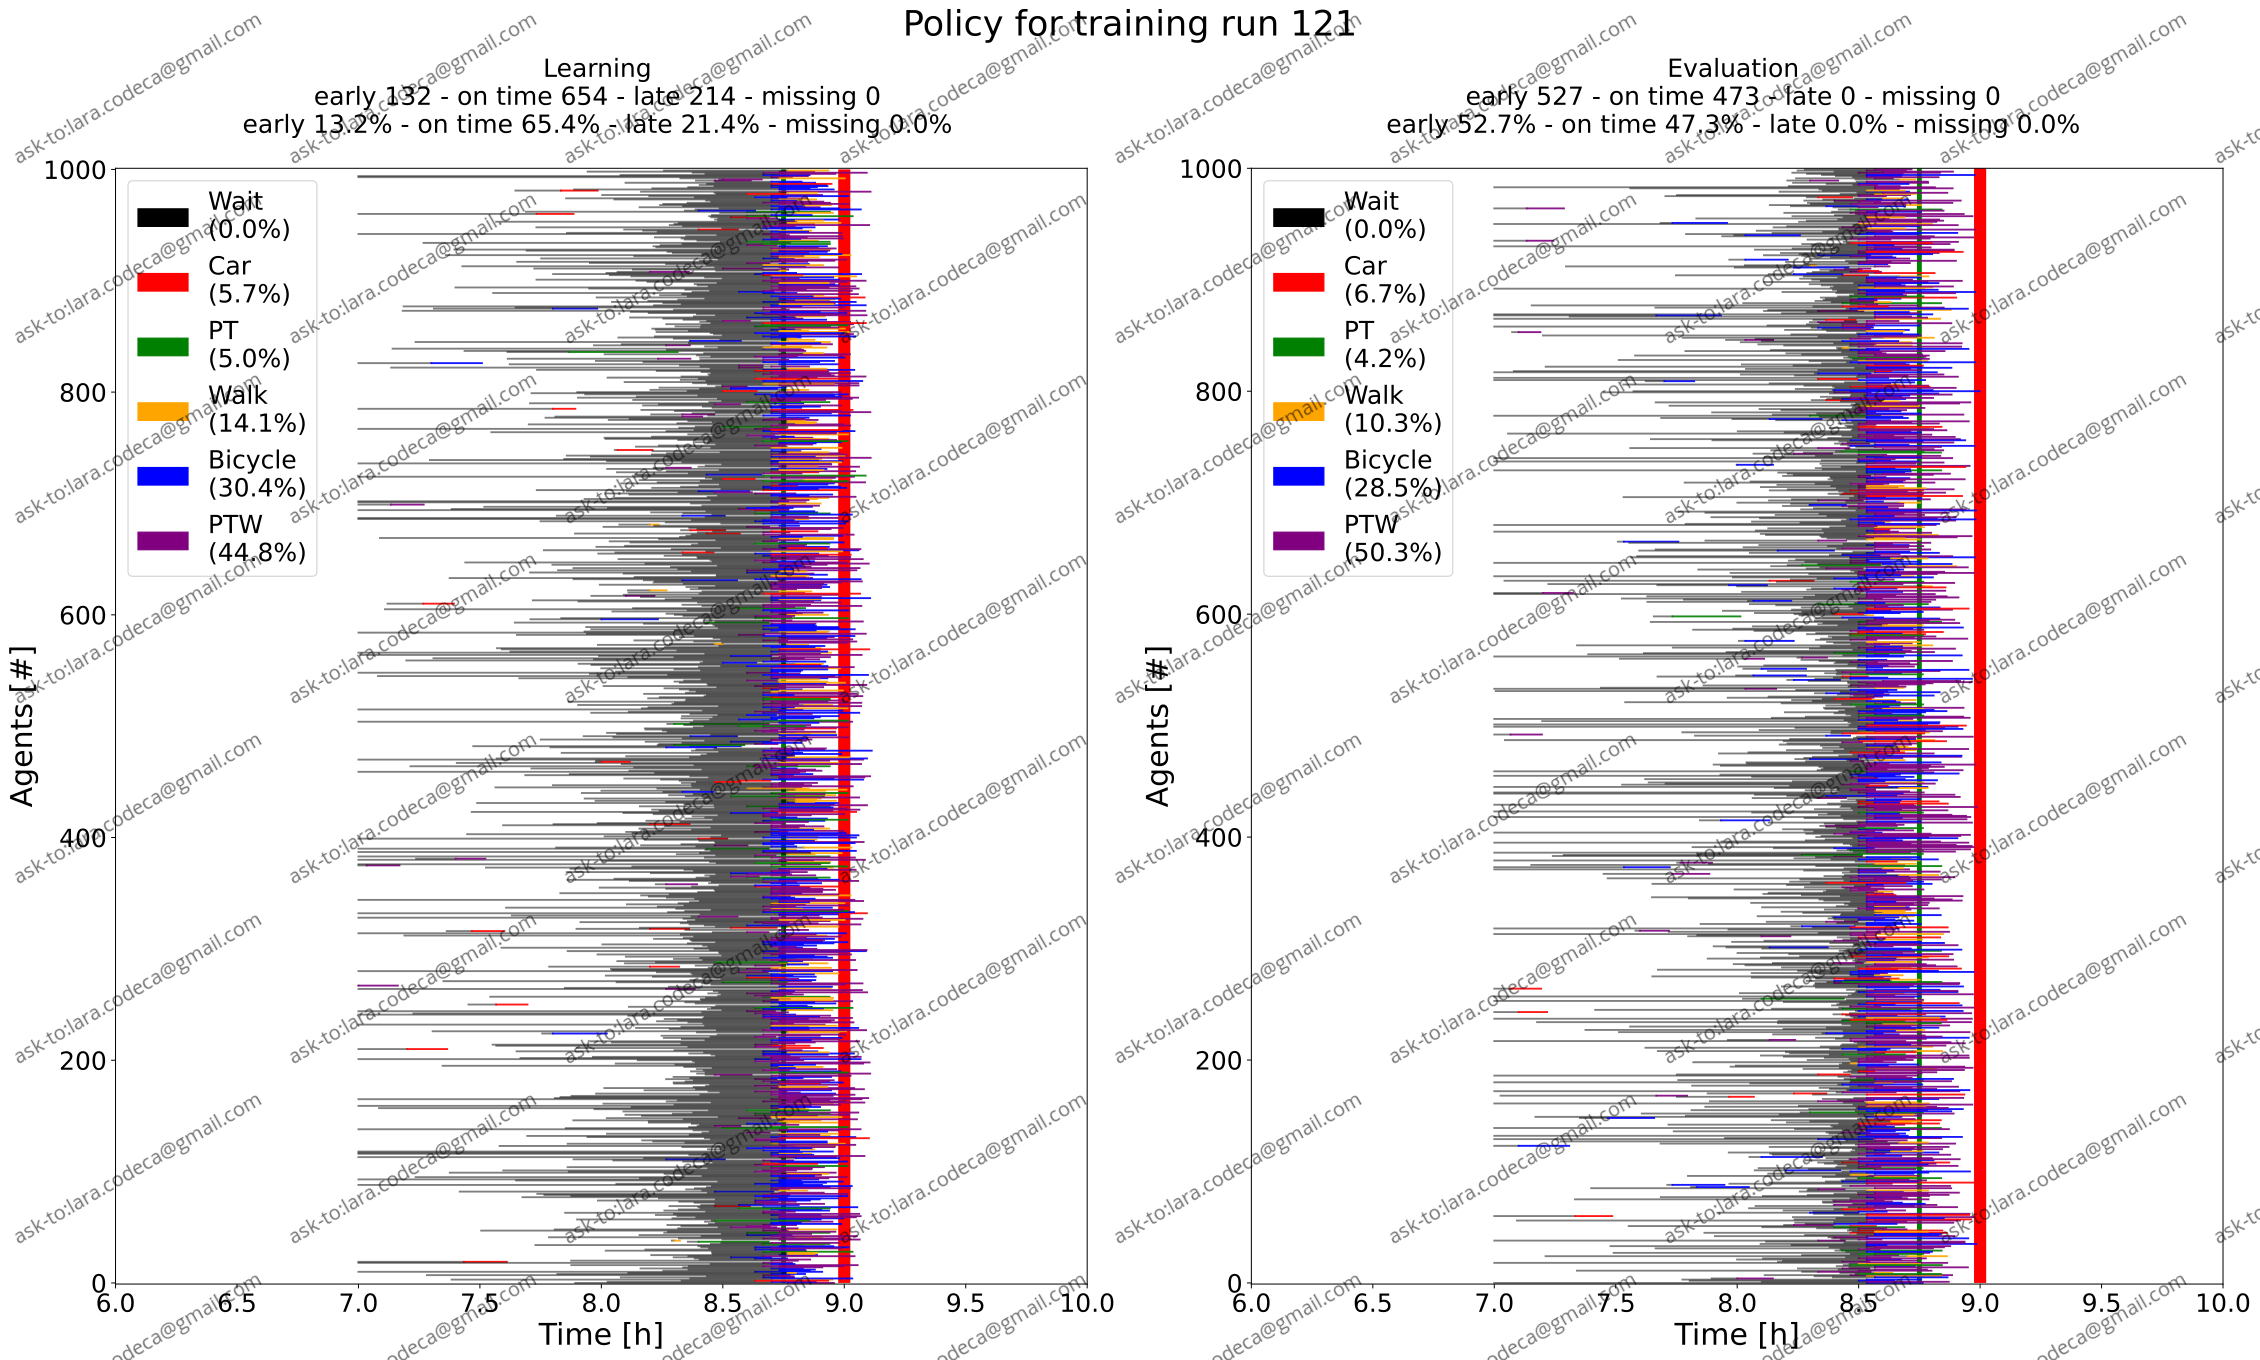 Policy for training run 121
Learning
early 132 - on time 654 - late 214 - missing 0
early 13.2% - on time 65.4% - late 21.4% - missing 0.0%
1000
800
600
400
200
0
Agents [#]
Wait
(0.0%)
Car
(5.7%)
PT
(5.0%)
Walk
(14.1%)
Bicycle
(30.4%)
PTW
(44.8%)
6.0 6.5 7.0 7.5 8.0 8.5 9.0 9.5 10.0
Time [h]
Evaluation
early 527 - on time 473 - late 0 - missing 0
early 52.7% - on time 47.3% - late 0.0% - missing 0.0%
1000
800
600
400
200
0
Agents [#]
Wait
(0.0%)
Car
(6.7%)
PT
(4.2%)
Walk
(10.3%)
Bicycle
(28.5%)
PTW
(50.3%)
6.0 6.5 7.0 7.5 8.0 8.5 9.0 9.5 10.0
Time [h]
ask-to:lara.codeca@gmail.com